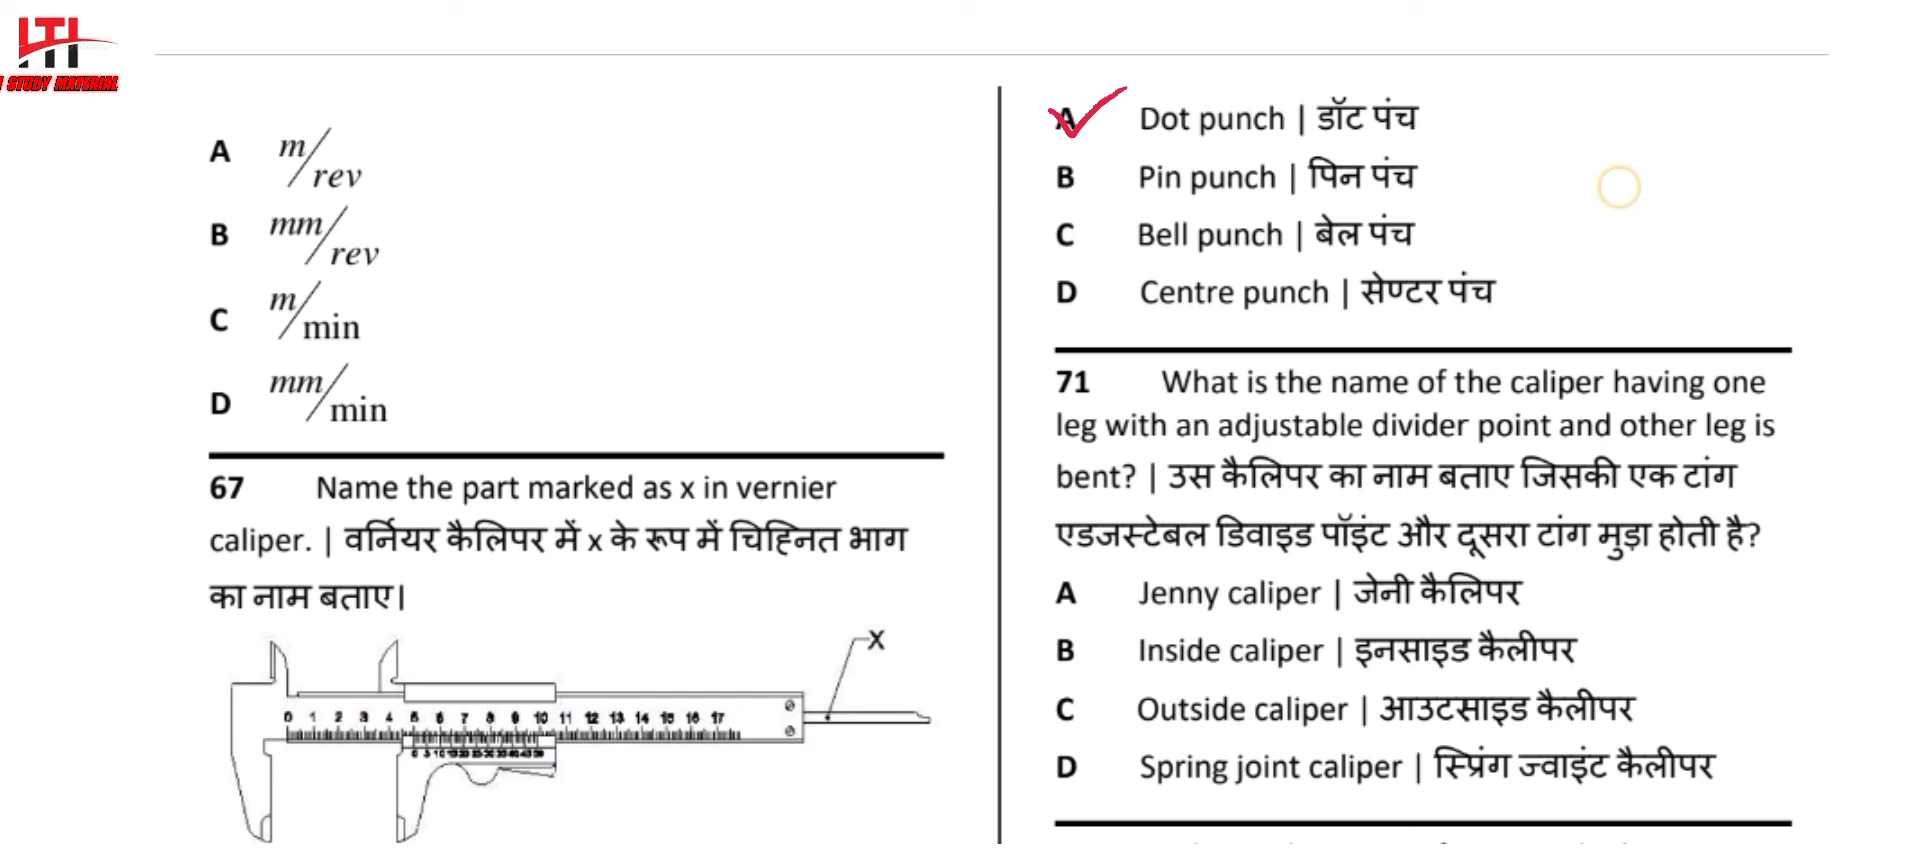 ITI
STUDY MATERIAL
A m/rev
B mm/rev
C m/min
D mm/min
67 Name the part marked as x in vernier
caliper. | वर्नियर कैलिपर में x के रूप में चिह्नित भाग
का नाम बताए।
X
0 1 2 3 4 5 6 7 8 9 10 11 12 13 14 15 16 17
A Dot punch | डॉट पंच
B Pin punch | पिन पंच
C Bell punch | बेल पंच
D Centre punch | सेण्टर पंच
71 What is the name of the caliper having one
leg with an adjustable divider point and other leg is
bent? | उस कैलिपर का नाम बताए जिसकी एक टांग
एडजस्टेबल डिवाइड पॉइंट और दूसरा टांग मुड़ा होती है?
A Jenny caliper | जेनी कैलिपर
B Inside caliper | इनसाइड कैलीपर
C Outside caliper | आउटसाइड कैलीपर
D Spring joint caliper | स्प्रिंग ज्वाइंट कैलीपर